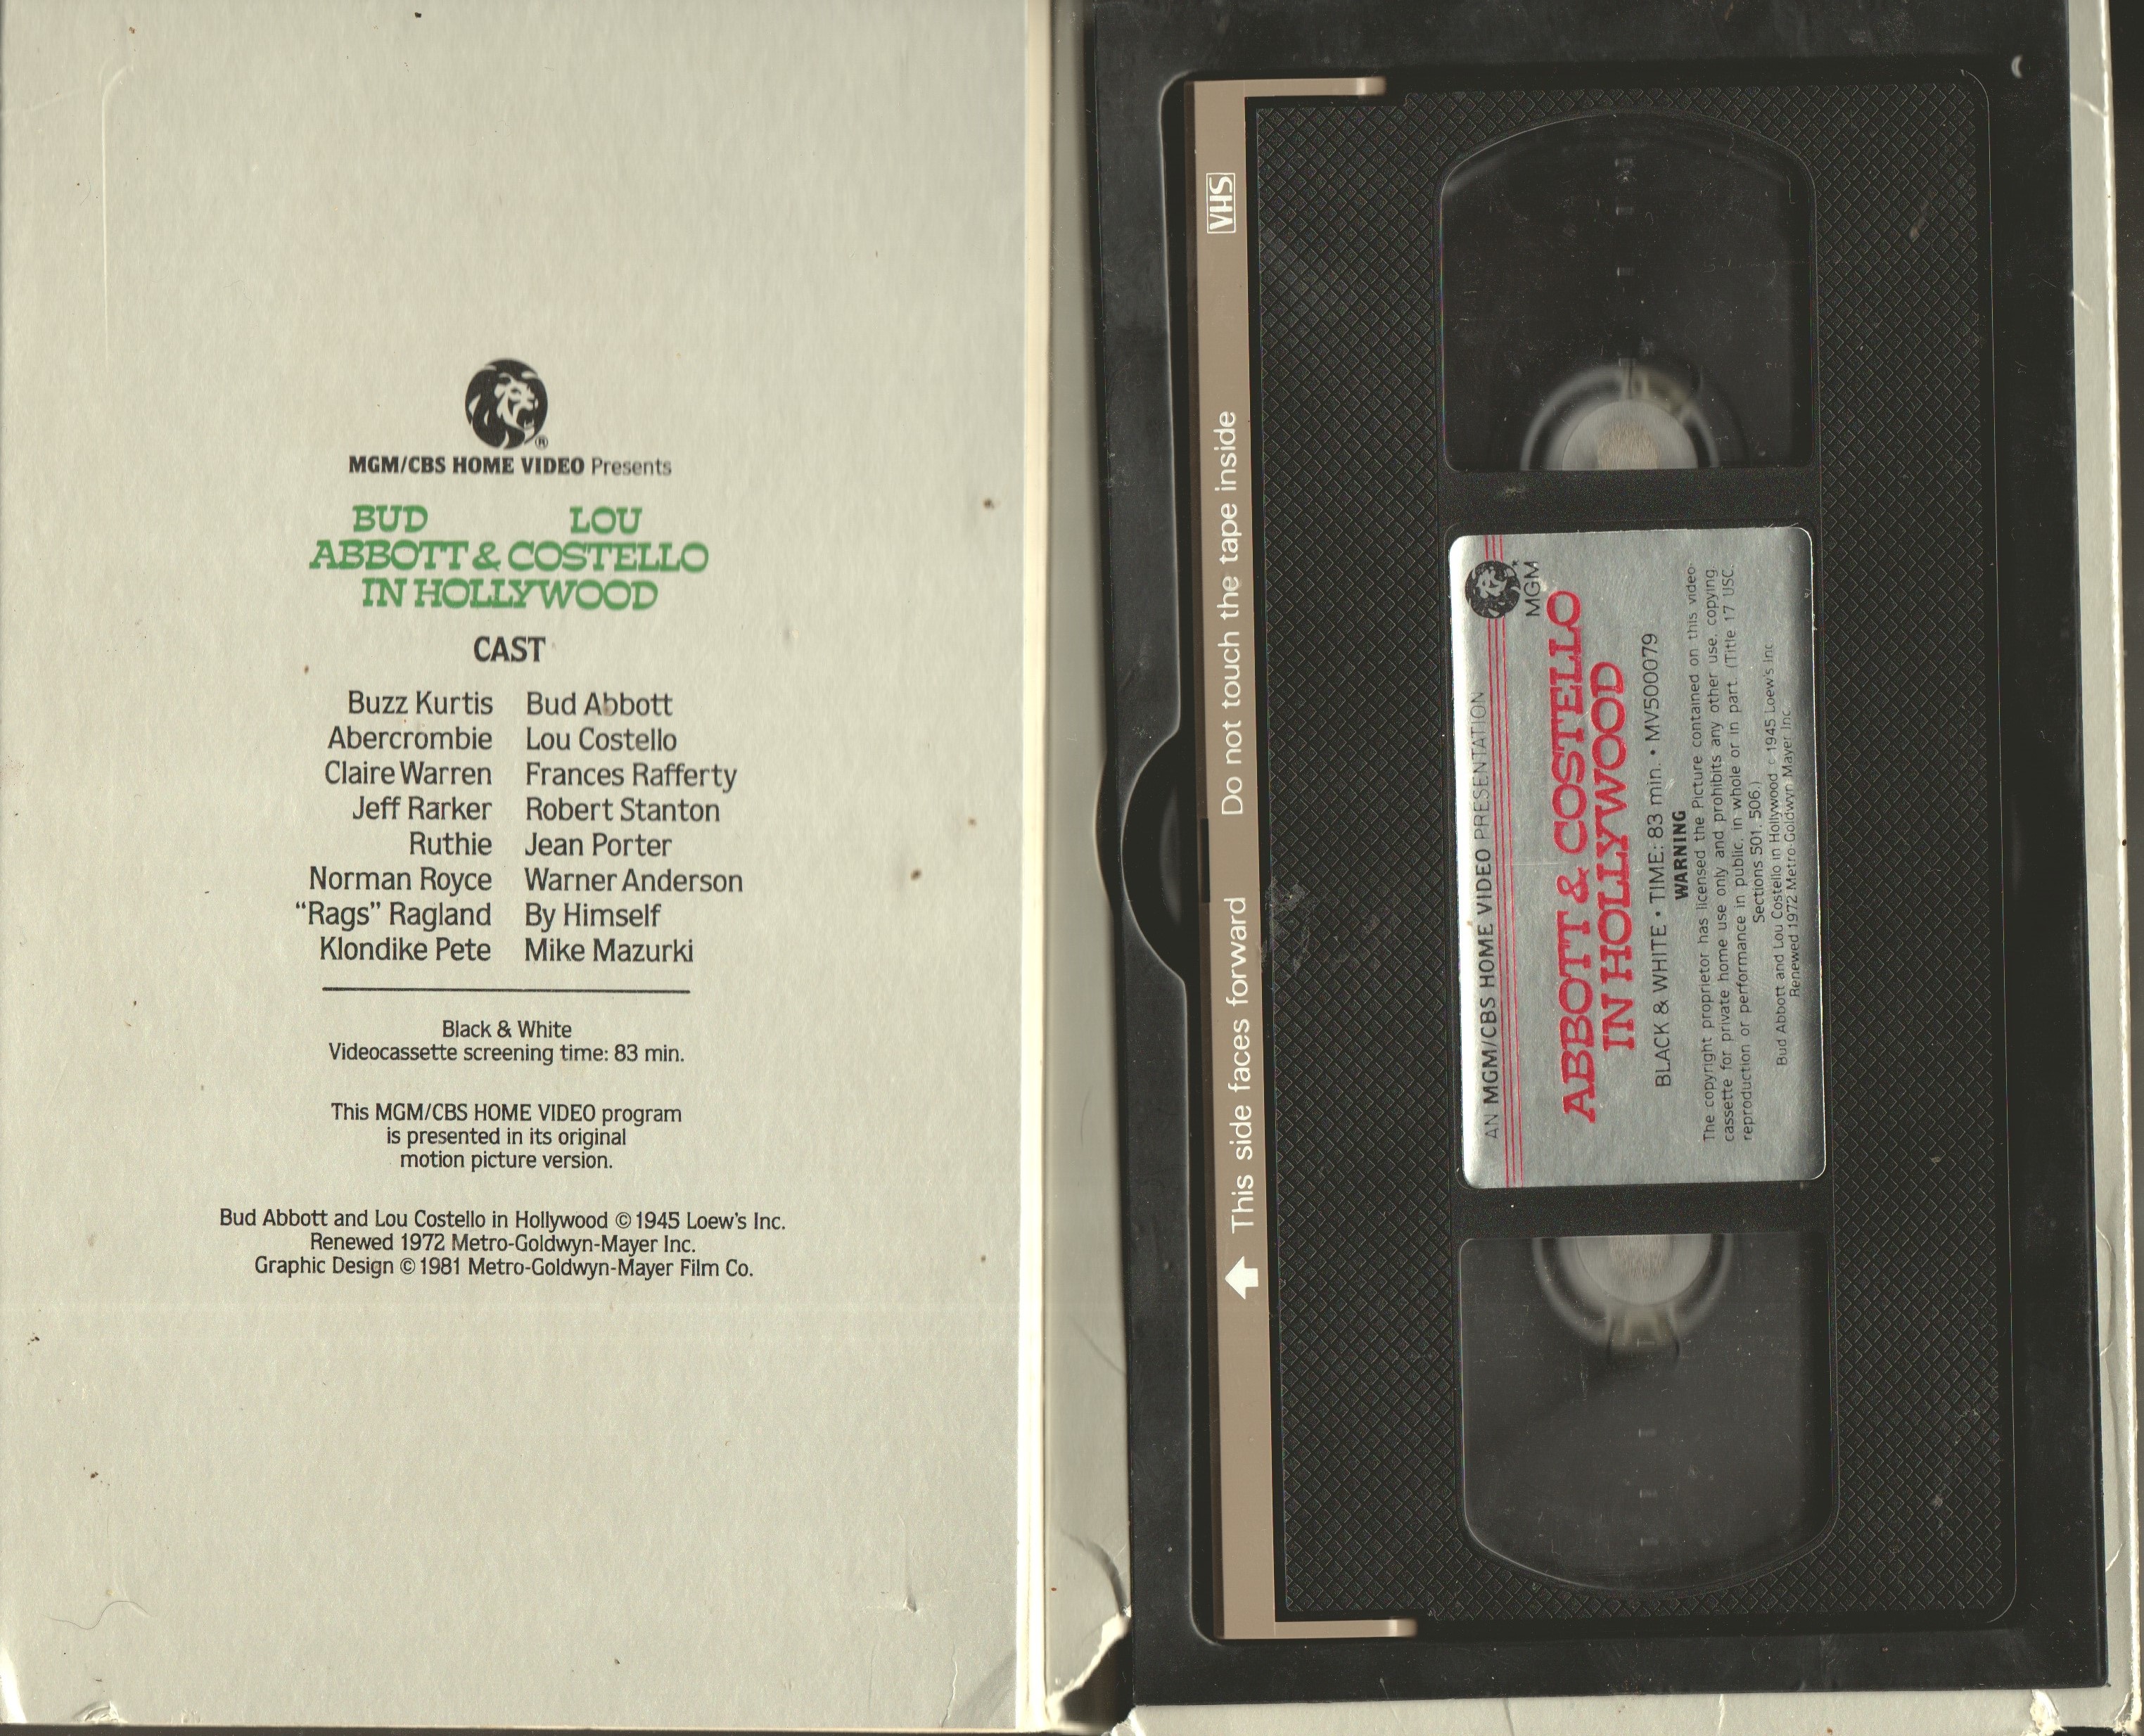 MGM/CBS HOME VIDEO Presents
BUD LOU
ABBOTT & COSTELLO
IN HOLLYWOOD
CAST
Buzz Kurtis Bud Abbott
Abercrombie Lou Costello
Claire Warren Frances Rafferty
Jeff Rarker Robert Stanton
Ruthie Jean Porter
Norman Royce Warner Anderson
“Rags” Ragland By Himself
Klondike Pete Mike Mazurki
Black & White
Videocassette screening time: 83 min.
This MGM/CBS HOME VIDEO program
is presented in its original
motion picture version.
Bud Abbott and Lou Costello in Hollywood © 1945 Loew's Inc.
Renewed 1972 Metro-Goldwyn-Mayer Inc.
Graphic Design © 1981 Metro-Goldwyn-Mayer Film Co.
This side faces forward Do not touch the tape inside VHS
AN MGM/CBS HOME VIDEO PRESENTATION
MGM
ABBOTT & COSTELLO
IN HOLLYWOOD
BLACK & WHITE • TIME: 83 min. • MV500079
WARNING
The copyright proprietor has licensed the Picture contained on this video-
cassette for private home use only and prohibits any other use, copying,
reproduction or performance in public, in whole or in part. (Title 17 USC.
Sections 501, 506.)
Bud Abbott and Lou Costello in Hollywood c 1945 Loew's Inc
Renewed 1972 Metro-Goldwyn Mayer Inc.